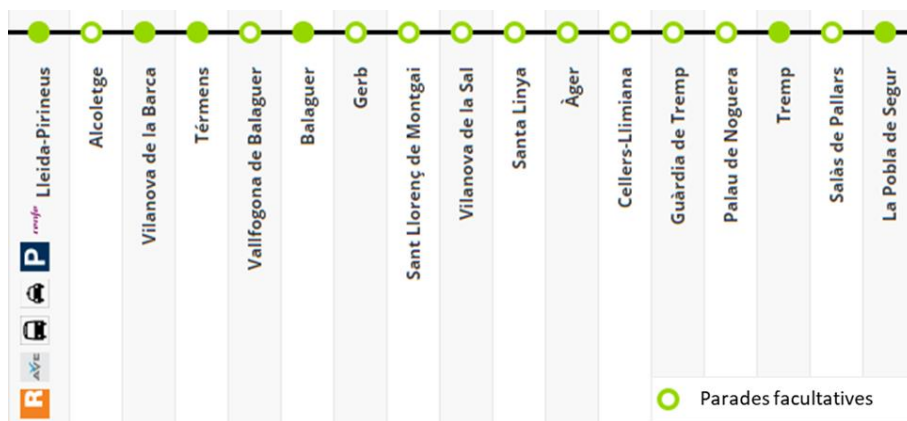 Lleida-Pirineus
renfe
P
AVE
R
Alcoletge
Vilanova de la Barca
Térmens
Vallfogona de Balaguer
Balaguer
Gerb
Sant Llorenç de Montgai
Vilanova de la Sal
Santa Linya
Àger
Cellers-Llimiana
Guàrdia de Tremp
Palau de Noguera
Tremp
Salàs de Pallars
La Pobla de Segur
Parades facultatives